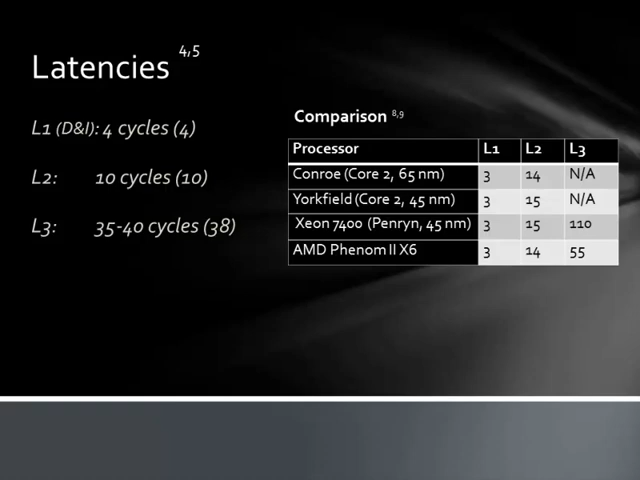 Latencies 4,5
L1 (D&I): 4 cycles (4)
L2: 10 cycles (10)
L3: 35-40 cycles (38)
Comparison 8,9
Processor L1 L2 L3
Conroe (Core 2, 65 nm) 3 14 N/A
Yorkfield (Core 2, 45 nm) 3 15 N/A
Xeon 7400 (Penryn, 45 nm) 3 15 110
AMD Phenom II X6 3 14 55